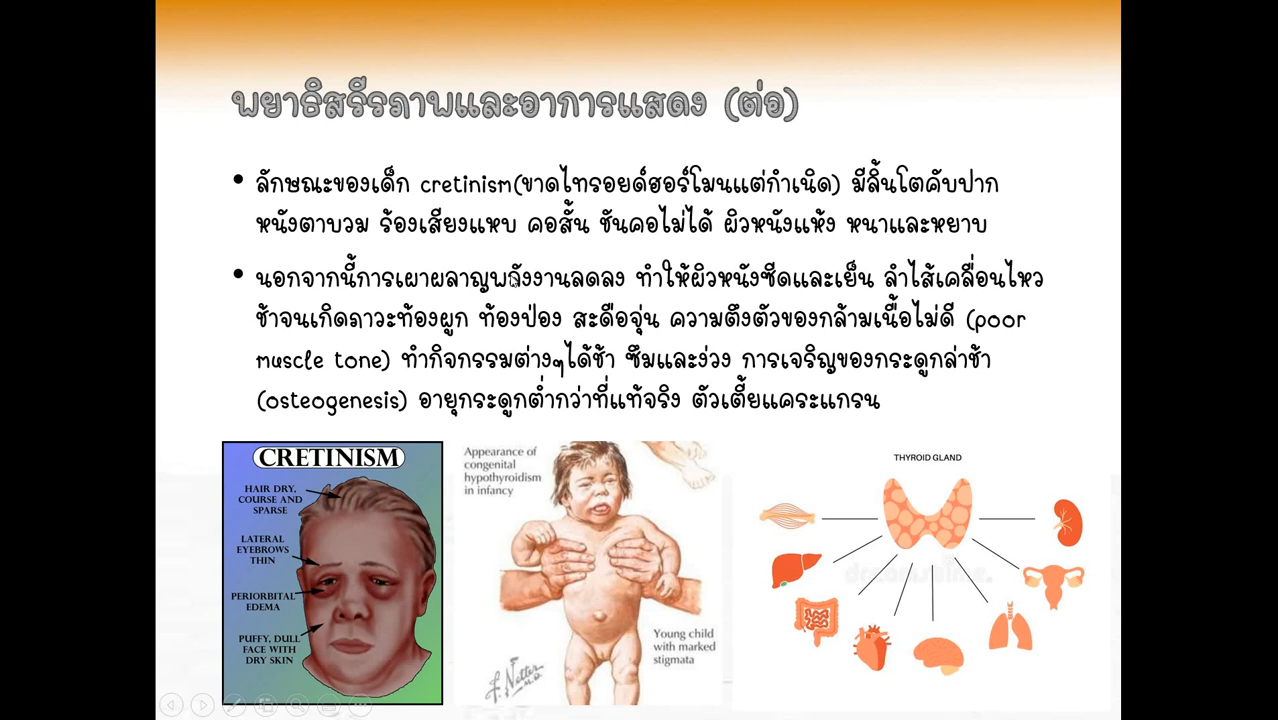 พยาธิสรีรภาพและอาการแสดง (ต่อ)
• ลักษณะของเด็ก cretinism(ขาดไทรอยด์ฮอร์โมนแต่กำเนิด) มีลิ้นโตคับปาก
หนังตาบวม ร้องเสียงแหบ คอสั้น ชันคอไม่ได้ ผิวหนังแห้ง หนาและหยาบ
• นอกจากนี้การเผาผลาญพลังงานลดลง ทำให้ผิวหนังซีดและเย็น ลำไส้เคลื่อนไหว
ช้าจนเกิดภาวะท้องผูก ท้องป่อง สะดือจุ่น ความตึงตัวของกล้ามเนื้อไม่ดี (poor
muscle tone) ทำกิจกรรมต่างๆได้ช้า ซึมและง่วง การเจริญของกระดูกล่าช้า
(osteogenesis) อายุกระดูกต่ำกว่าที่แท้จริง ตัวเตี้ยแคระแกรน
CRETINISM
HAIR DRY,
COURSE AND
SPARSE
LATERAL
EYEBROWS
THIN
PERIORBITAL
EDEMA
PUFFY, DULL
FACE WITH
DRY SKIN
Appearance of
congenital
hypothyroidism
in infancy
Young child
with marked
stigmata
F. Netter
M.D.
THYROID GLAND